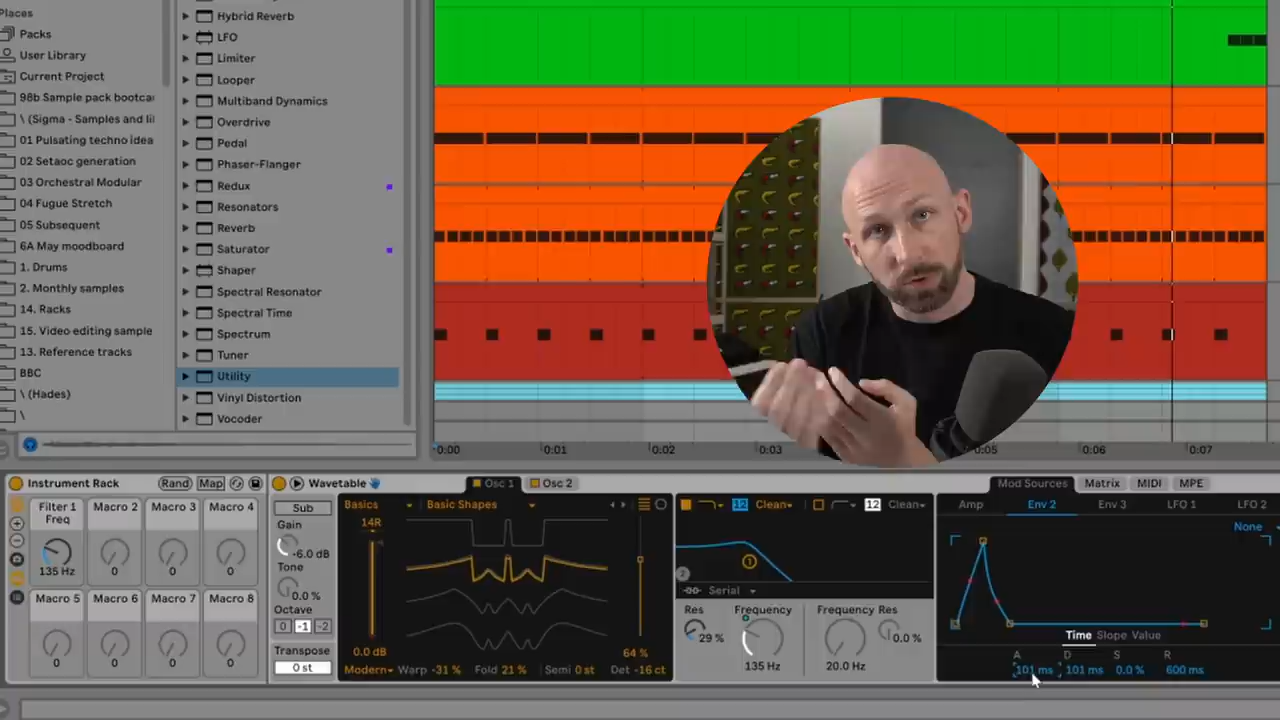 Places
Packs
User Library
Current Project
98b Sample pack bootca
\ (Sigma - Samples and li
01 Pulsating techno idea
02 Setaoc generation
03 Orchestral Modular
04 Fugue Stretch
05 Subsequent
6A May moodboard
1. Drums
2. Monthly samples
14. Racks
15. Video editing sample
13. Reference tracks
BBC
\ (Hades)
\
Hybrid Reverb
LFO
Limiter
Looper
Multiband Dynamics
Overdrive
Pedal
Phaser-Flanger
Redux
Resonators
Reverb
Saturator
Shaper
Spectral Resonator
Spectral Time
Spectrum
Tuner
Utility
Vinyl Distortion
Vocoder
0:00 0:01 0:02 0:03 0:05 0:06 0:07
Instrument Rack Rand Map
Filter 1 Freq Macro 2 Macro 3 Macro 4
135 Hz 0 0 0
Macro 5 Macro 6 Macro 7 Macro 8
0 0 0 0
Wavetable Osc 1 Osc 2
Sub
Gain
-6.0 dB
Tone
0.0 %
Octave
0 -1 -2
Transpose
0 st
Basics Basic Shapes
14R
0.0 dB 64 %
Modern Warp -31 % Fold 21 % Semi 0 st Det -16 ct
12 Clean 12 Clean
1
2
Serial
Res Frequency Frequency Res
29 % 135 Hz 20.0 Hz 0.0 %
Mod Sources Matrix MIDI MPE
Amp Env 2 Env 3 LFO 1 LFO 2
None
Time Slope Value
A D S R
101 ms 101 ms 0.0 % 600 ms